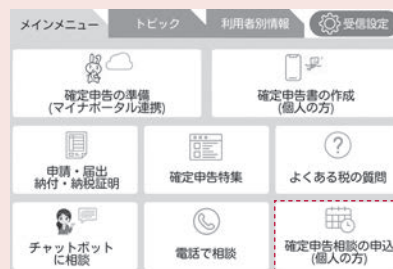 メインメニュー トピック 利用者別情報 受信設定
確定申告の準備
(マイナポータル連携)
確定申告書の作成
(個人の方)
申請・届出
納付・納税証明
確定申告特集
よくある税の質問
チャットボット
に相談
電話で相談
確定申告相談の申込
(個人の方)